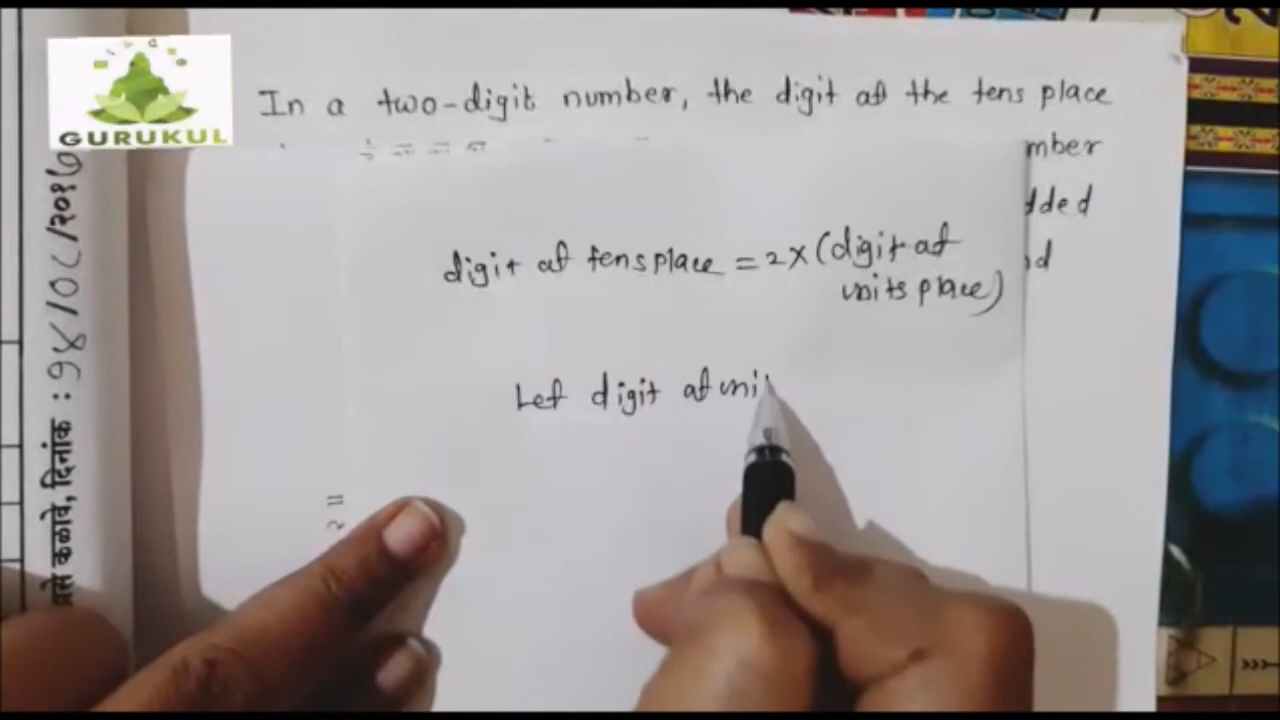 GURUKUL
In a two-digit number, the digit at the tens place
mber
dded
digit at tens place = 2 x (digit at
units place)
Let digit at uni
कळावे, दिनांक :